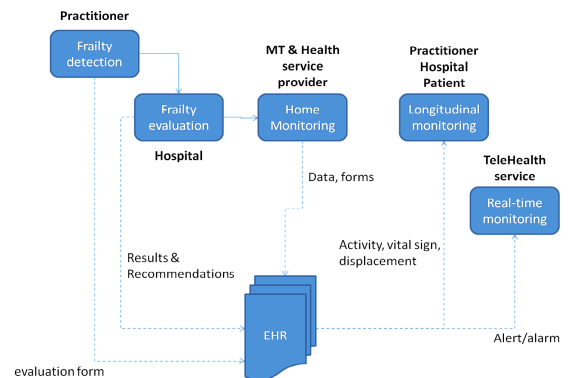 Practitioner
Frailty
detection
MT & Health
service
provider
Practitioner
Hospital
Patient
Frailty
evaluation
Home
Monitoring
Longitudinal
monitoring
Hospital
TeleHealth
service
Data, forms
Real-time
monitoring
Results &
Recommendations
Activity, vital sign,
displacement
EHR
Alert/alarm
evaluation form